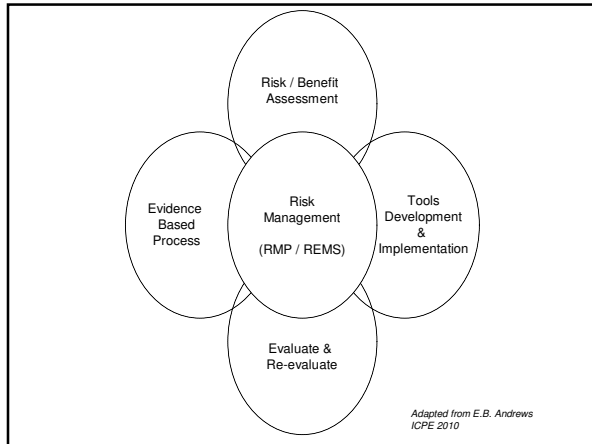 Risk / Benefit
Assessment
Evidence
Based
Process
Risk
Management
(RMP / REMS)
Tools
Development
&
Implementation
Evaluate &
Re-evaluate
Adapted from E.B. Andrews
ICPE 2010